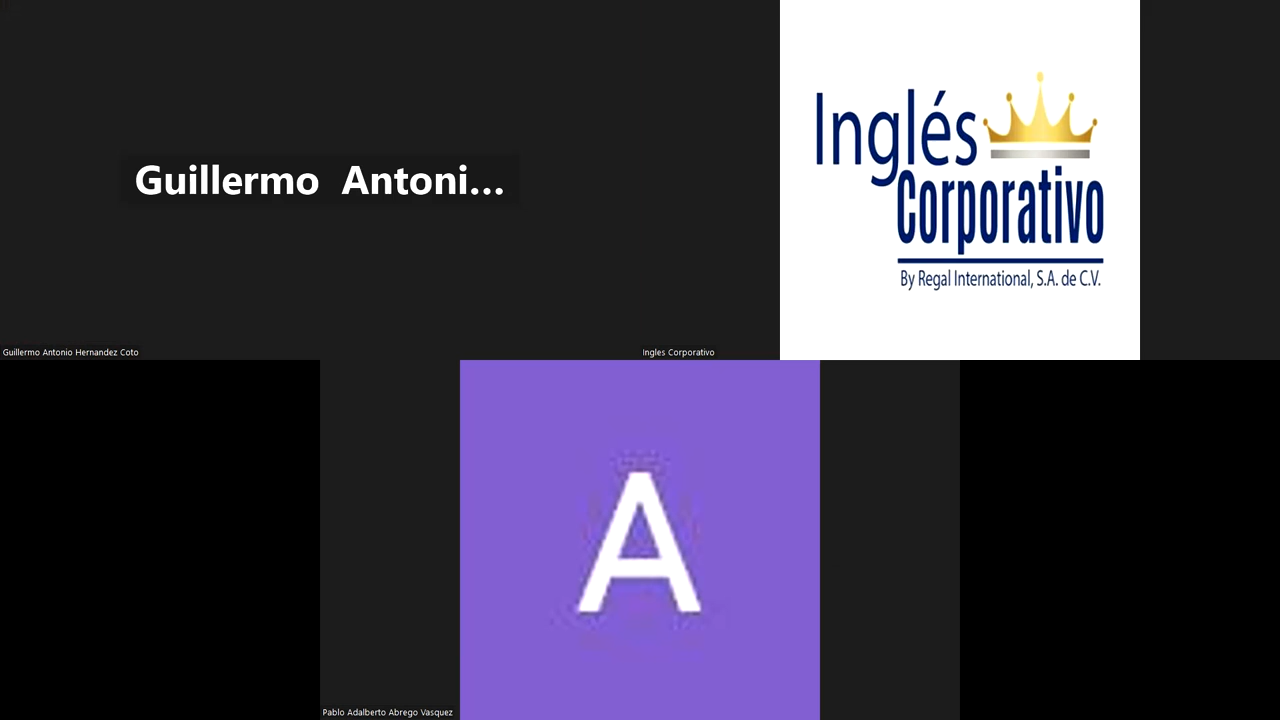 Guillermo Antoni...
Inglés
Corporativo
By Regal International, S.A. de C.V.
Guillermo Antonio Hernandez Coto
Ingles Corporativo
A
Pablo Adalberto Abrego Vasquez